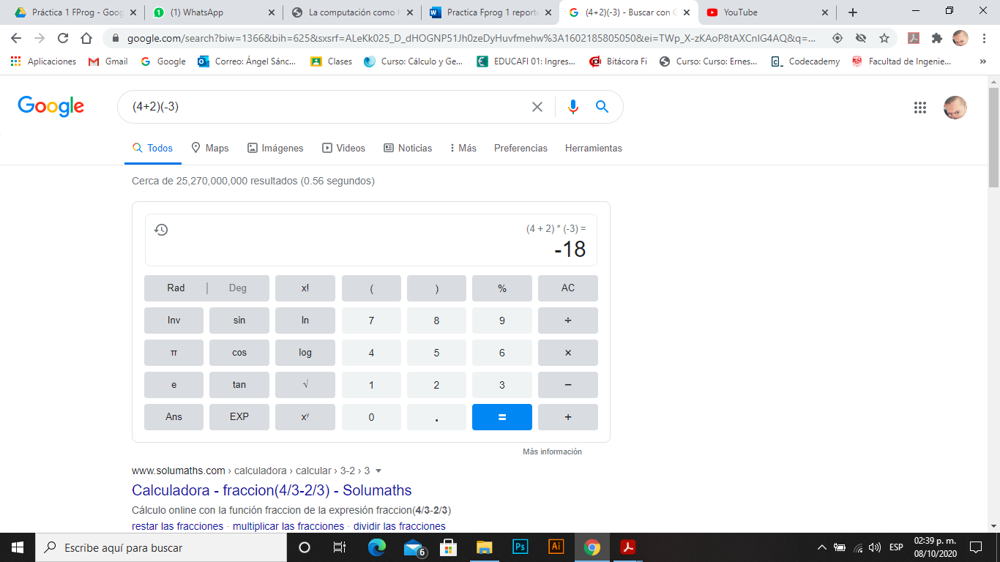 Práctica 1 FProg - Goog
(1) WhatsApp
La computación como h
Practica Fprog 1 report
(4+2)(-3) - Buscar con G
YouTube
google.com/search?biw=1366&bih=625&sxsrf=ALeKk025_D_dHOGNP51Jh0zeDyHuvfmehw%3A1602185805050&ei=TWp_X-zKAoP8tAXCnIG4AQ&q=...
Aplicaciones
Gmail
Google
Correo: Ángel Sánc...
Clases
Curso: Cálculo y Ge...
EDUCAFI 01: Ingres...
Bitácora Fi
Curso: Curso: Ernes...
Codecademy
Facultad de Ingenie...
»
Google
(4+2)(-3)
Todos
Maps
Imágenes
Videos
Noticias
Más
Preferencias
Herramientas
Cerca de 25,270,000,000 resultados (0.56 segundos)
(4 + 2) * (-3) =
-18
Rad | Deg x! ( ) % AC
Inv sin ln 7 8 9 ÷
π cos log 4 5 6 ×
e tan √ 1 2 3 −
Ans EXP xʸ 0 . = +
Más información
www.solumaths.com › calculadora › calcular › 3-2 › 3
Calculadora - fraccion(4/3-2/3) - Solumaths
Cálculo online con la función fraccion de la expresión fraccion(4/3-2/3)
restar las fracciones · multiplicar las fracciones · dividir las fracciones
Escribe aquí para buscar
6
Ps
Ai
ESP
02:39 p. m.
08/10/2020